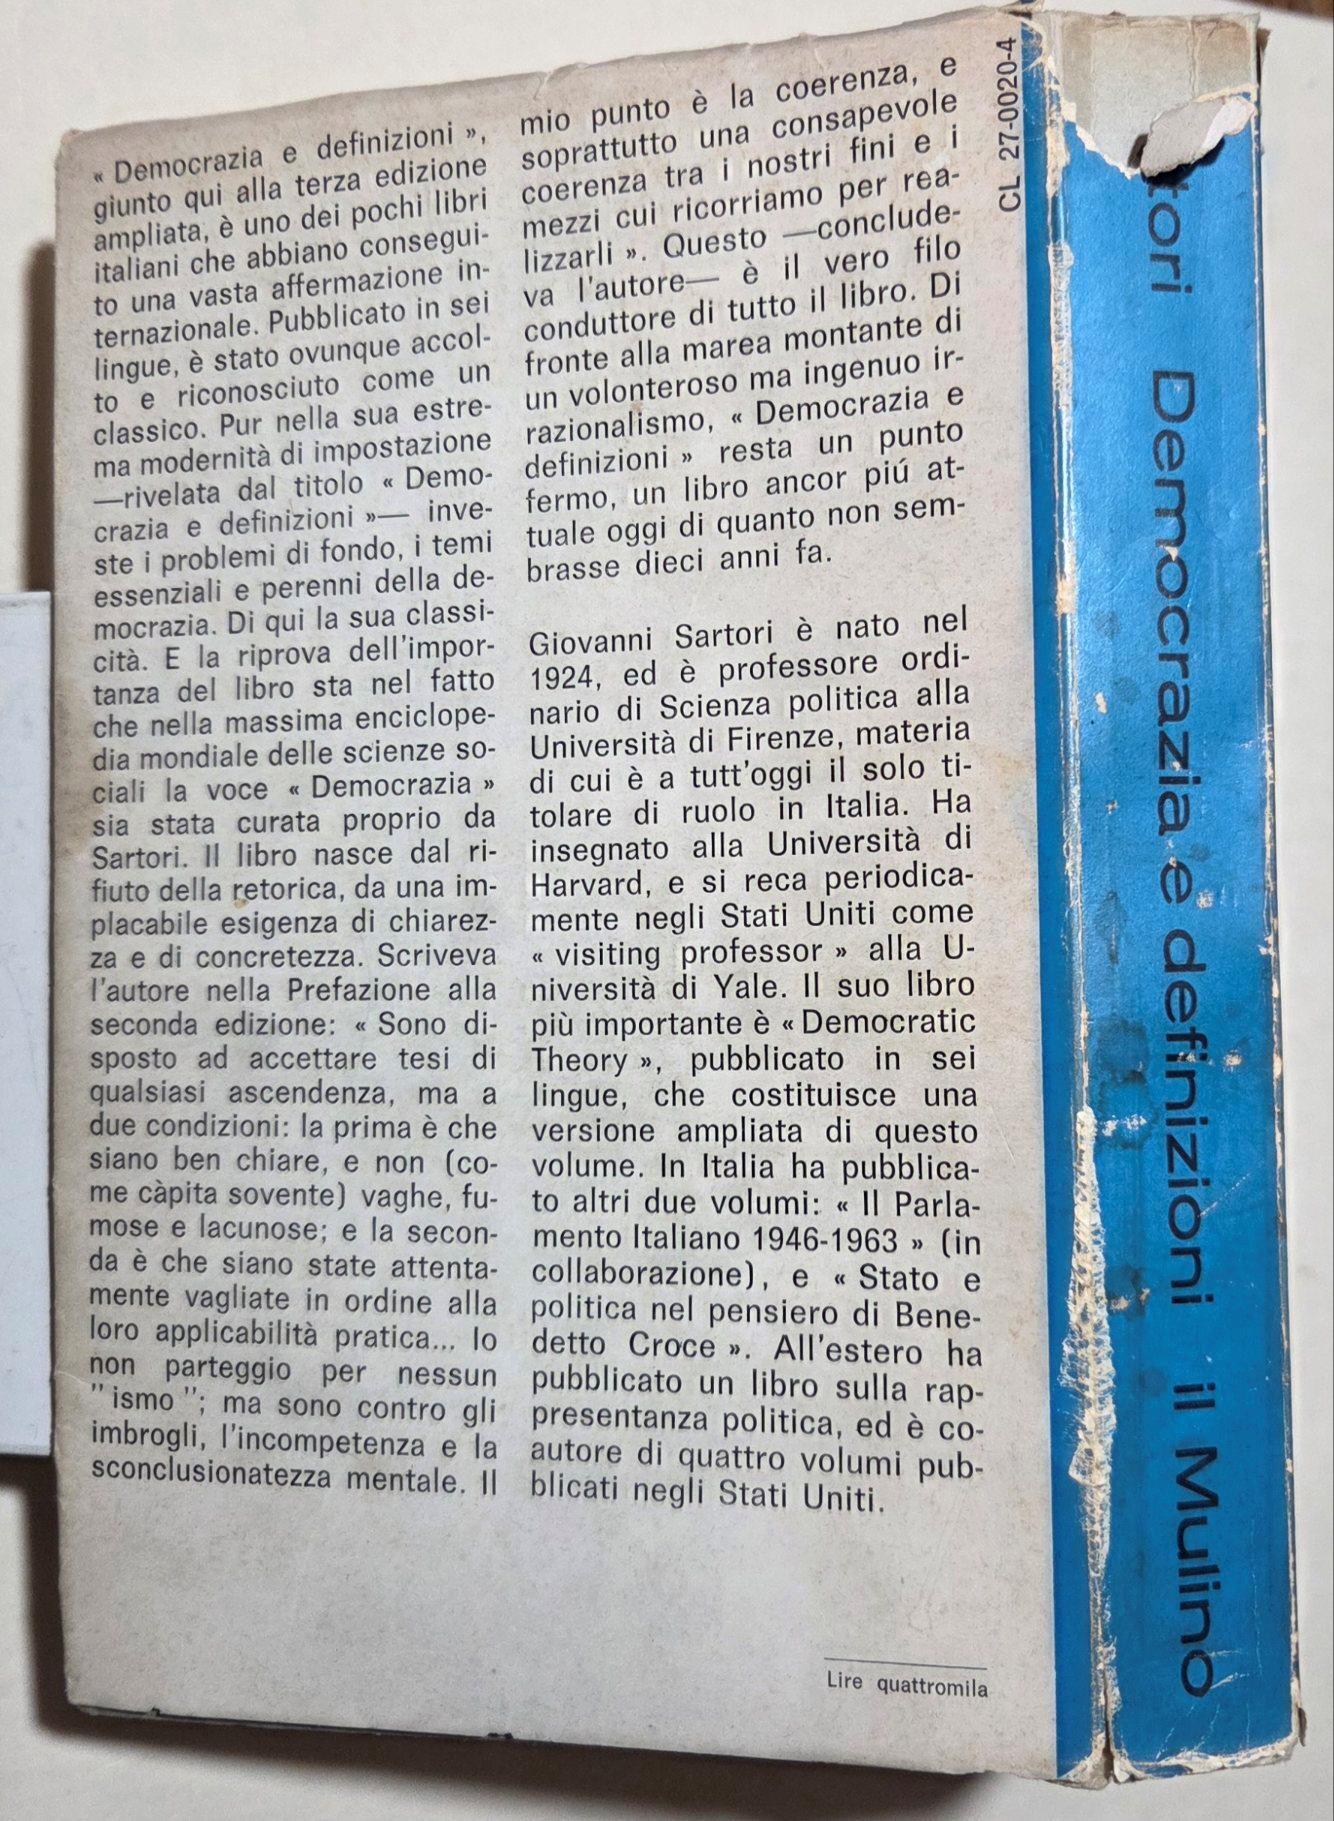 « Democrazia e definizioni »,
giunto qui alla terza edizione
ampliata, è uno dei pochi libri
italiani che abbiano consegui-
to una vasta affermazione in-
ternazionale. Pubblicato in sei
lingue, è stato ovunque accol-
to e riconosciuto come un
classico. Pur nella sua estre-
ma modernità di impostazione
—rivelata dal titolo « Demo-
crazia e definizioni »— inve-
ste i problemi di fondo, i temi
essenziali e perenni della de-
mocrazia. Di qui la sua classi-
cità. E la riprova dell'impor-
tanza del libro sta nel fatto
che nella massima enciclope-
dia mondiale delle scienze so-
ciali la voce « Democrazia »
sia stata curata proprio da
Sartori. Il libro nasce dal ri-
fiuto della retorica, da una im-
placabile esigenza di chiarez-
za e di concretezza. Scriveva
l'autore nella Prefazione alla
seconda edizione: « Sono di-
sposto ad accettare tesi di
qualsiasi ascendenza, ma a
due condizioni: la prima è che
siano ben chiare, e non (co-
me càpita sovente) vaghe, fu-
mose e lacunose; e la secon-
da è che siano state attenta-
mente vagliate in ordine alla
loro applicabilità pratica... Io
non parteggio per nessun
"ismo"; ma sono contro gli
imbrogli, l'incompetenza e la
sconclusionatezza mentale. Il
mio punto è la coerenza, e
soprattutto una consapevole
coerenza tra i nostri fini e i
mezzi cui ricorriamo per rea-
lizzarli ». Questo —conclude-
va l'autore— è il vero filo
conduttore di tutto il libro. Di
fronte alla marea montante di
un volonteroso ma ingenuo ir-
razionalismo, « Democrazia e
definizioni » resta un punto
fermo, un libro ancor piú at-
tuale oggi di quanto non sem-
brasse dieci anni fa.
Giovanni Sartori è nato nel
1924, ed è professore ordi-
nario di Scienza politica alla
Università di Firenze, materia
di cui è a tutt'oggi il solo ti-
tolare di ruolo in Italia. Ha
insegnato alla Università di
Harvard, e si reca periodica-
mente negli Stati Uniti come
« visiting professor » alla U-
niversità di Yale. Il suo libro
più importante è « Democratic
Theory », pubblicato in sei
lingue, che costituisce una
versione ampliata di questo
volume. In Italia ha pubblica-
to altri due volumi: « Il Parla-
mento Italiano 1946-1963 » (in
collaborazione), e « Stato e
politica nel pensiero di Bene-
detto Croce ». All'estero ha
pubblicato un libro sulla rap-
presentanza politica, ed è co-
autore di quattro volumi pub-
blicati negli Stati Uniti.
Lire quattromila
CL 27-0020-4
tori Democrazia e definizioni il Mulino